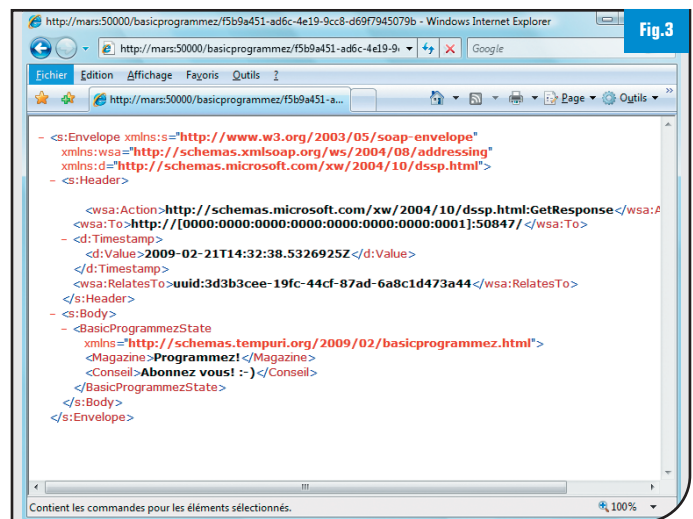 http://mars:50000/basicprogrammez/f5b9a451-ad6c-4e19-9cc8-d69f7945079b - Windows Internet Explorer
Fig.3
http://mars:50000/basicprogrammez/f5b9a451-ad6c-4e19-9
Google
Fichier Edition Affichage Favoris Outils ?
http://mars:50000/basicprogrammez/f5b9a451-a...
Page Outils »
- <s:Envelope xmlns:s="http://www.w3.org/2003/05/soap-envelope"
xmlns:wsa="http://schemas.xmlsoap.org/ws/2004/08/addressing"
xmlns:d="http://schemas.microsoft.com/xw/2004/10/dssp.html">
- <s:Header>
<wsa:Action>http://schemas.microsoft.com/xw/2004/10/dssp.html:GetResponse</wsa:A
<wsa:To>http://[0000:0000:0000:0000:0000:0000:0000:0001]:50847/</wsa:To>
- <d:Timestamp>
<d:Value>2009-02-21T14:32:38.5326925Z</d:Value>
</d:Timestamp>
<wsa:RelatesTo>uuid:3d3b3cee-19fc-44cf-87ad-6a8c1d473a44</wsa:RelatesTo>
</s:Header>
- <s:Body>
- <BasicProgrammezState
xmlns="http://schemas.tempuri.org/2009/02/basicprogrammez.html">
<Magazine>Programmez!</Magazine>
<Conseil>Abonnez vous! :-)</Conseil>
</BasicProgrammezState>
</s:Body>
</s:Envelope>
Contient les commandes pour les éléments sélectionnés.
100%